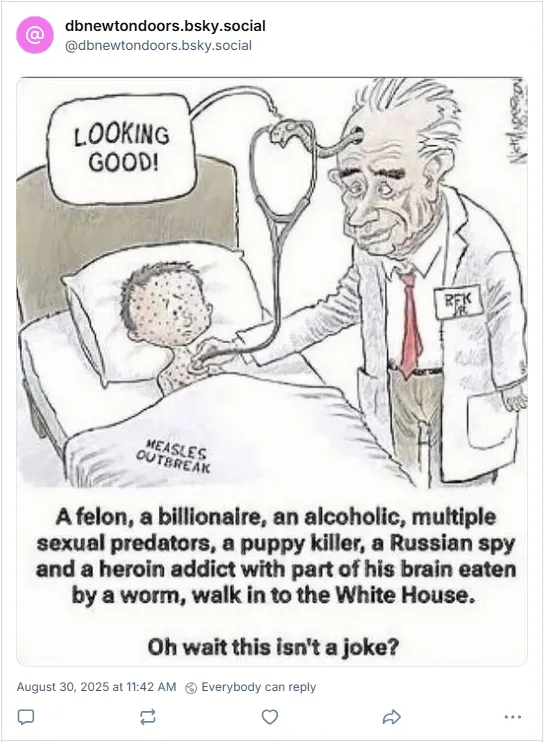 dbnewtondoors.bsky.social
@dbnewtondoors.bsky.social
LOOKING
GOOD!
RFK
JR.
MEASLES
OUTBREAK
A felon, a billionaire, an alcoholic, multiple
sexual predators, a puppy killer, a Russian spy
and a heroin addict with part of his brain eaten
by a worm, walk in to the White House.
Oh wait this isn't a joke?
August 30, 2025 at 11:42 AM Everybody can reply